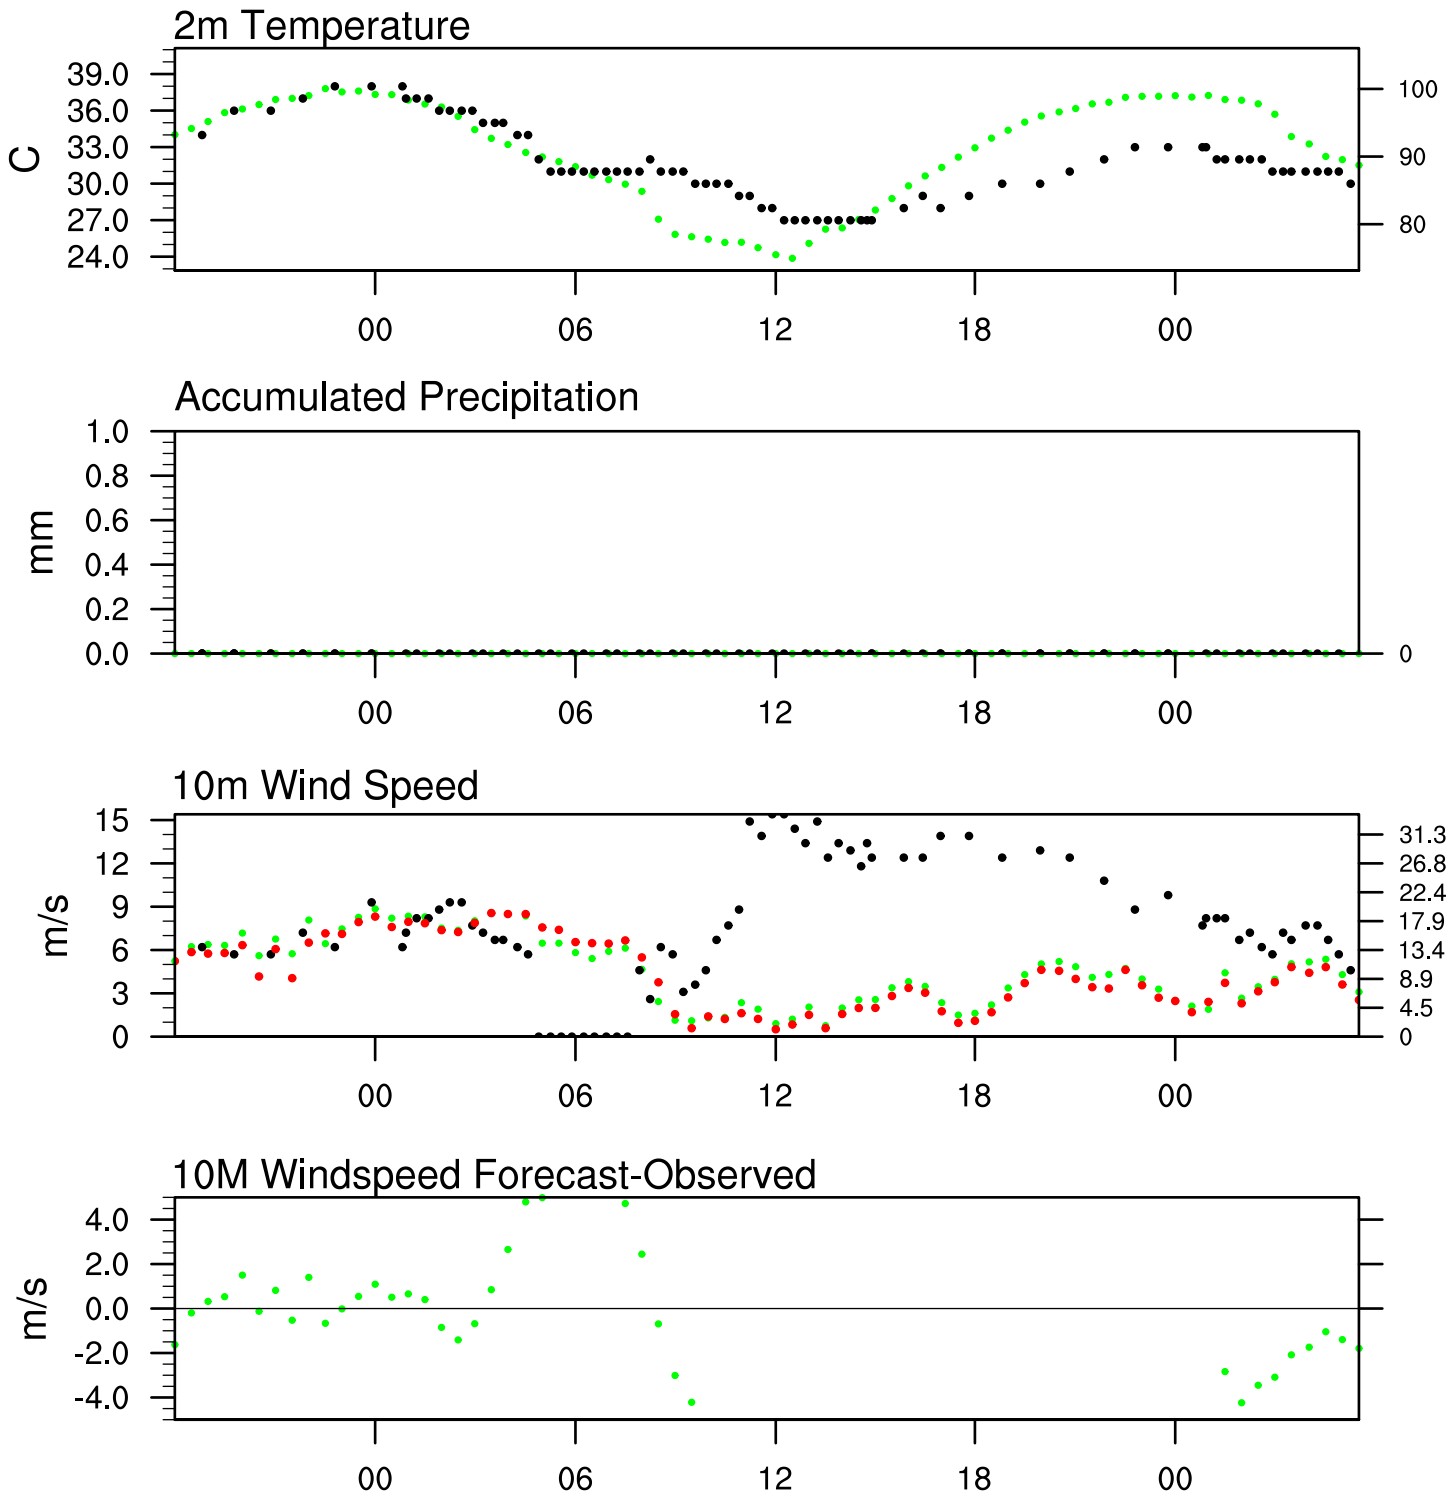 2m Temperature
39.0
36.0
33.0
30.0
27.0
24.0
C
100
90
80
00 06 12 18 00
Accumulated Precipitation
1.0
0.8
0.6
0.4
0.2
0.0
mm
0
00 06 12 18 00
10m Wind Speed
15
12
9
6
3
0
m/s
31.3
26.8
22.4
17.9
13.4
8.9
4.5
0
00 06 12 18 00
10M Windspeed Forecast-Observed
4.0
2.0
0.0
-2.0
-4.0
m/s
00 06 12 18 00